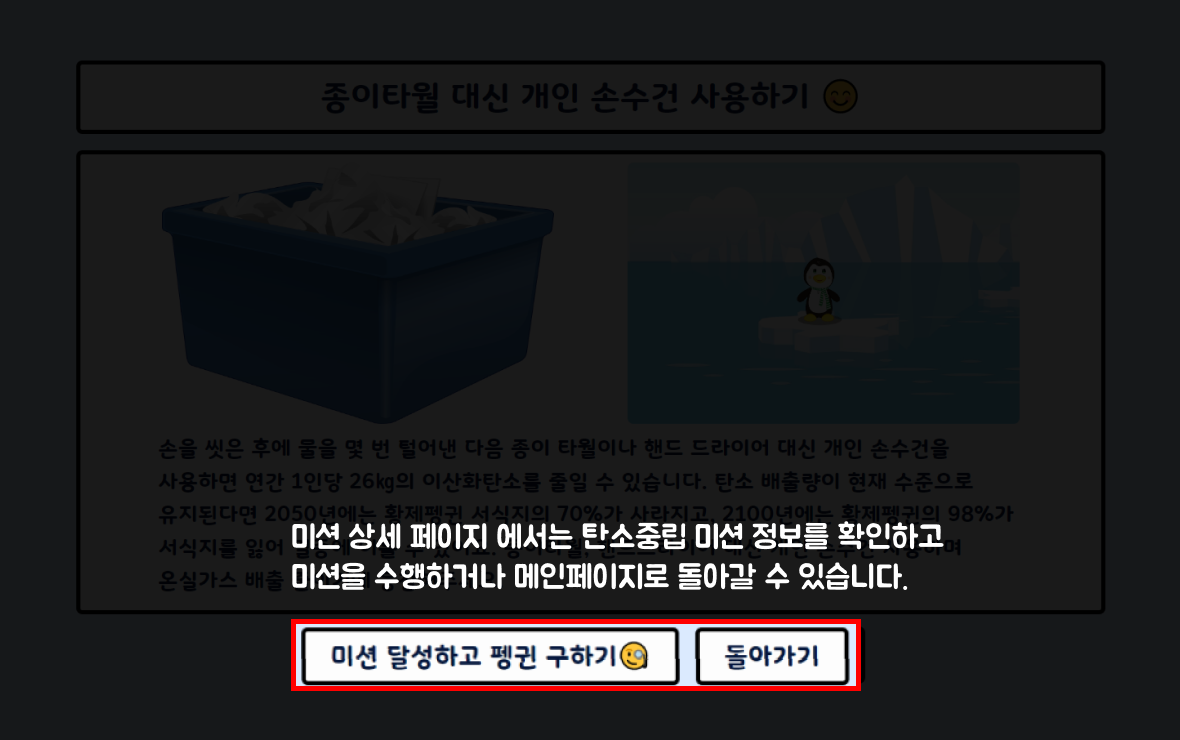 종이타월 대신 개인 손수건 사용하기
손을 씻은 후에 물을 몇 번 털어낸 다음 종이 타월이나 핸드 드라이어 대신 개인 손수건을
사용하면 연간 1인당 26㎏의 이산화탄소를 줄일 수 있습니다. 탄소 배출량이 현재 수준으로
유지된다면 2050년에는 황제펭귄 서식지의 70%가 사라지고, 2100년에는 황제펭귄의 98%가
서식지를 잃어
온실가스 배출
미션 상세 페이지 에서는 탄소중립 미션 정보를 확인하고
미션을 수행하거나 메인페이지로 돌아갈 수 있습니다.
미션 달성하고 펭귄 구하기 돌아가기